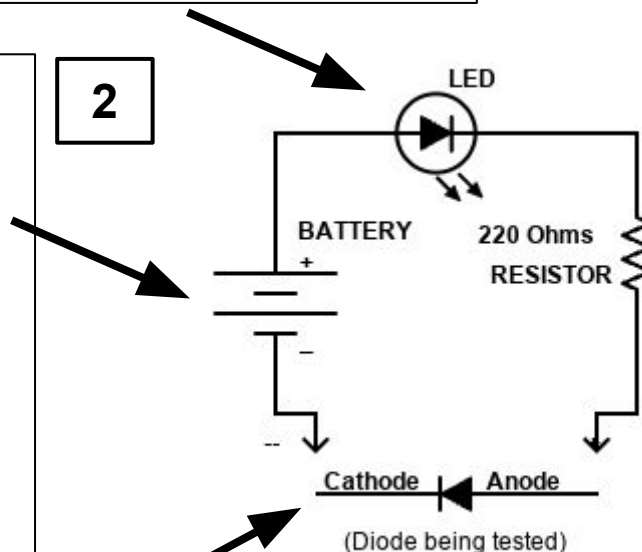 2
LED
BATTERY
+
220 Ohms
RESISTOR
–
--
Cathode
Anode
(Diode being tested)